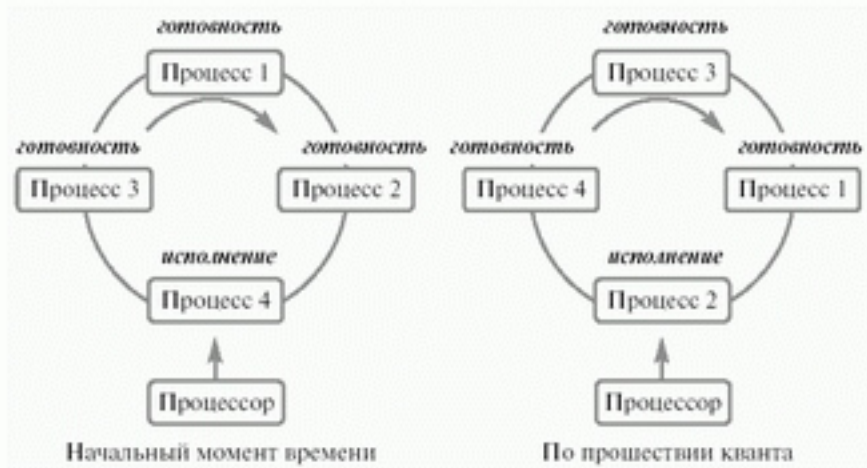 готовность
Процесс 1
готовность
готовность
Процесс 3
Процесс 2
исполнение
Процесс 4
Процессор
Начальный момент времени
готовность
Процесс 3
готовность
готовность
Процесс 4
Процесс 1
исполнение
Процесс 2
Процессор
По прошествии кванта